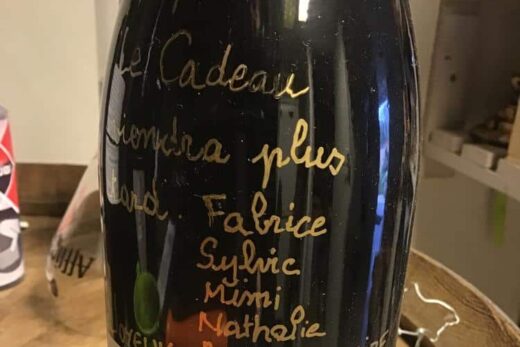 Le Cadeau
viendra plus
tard. Fabrice
Sylvie
Mimi
Nathalie